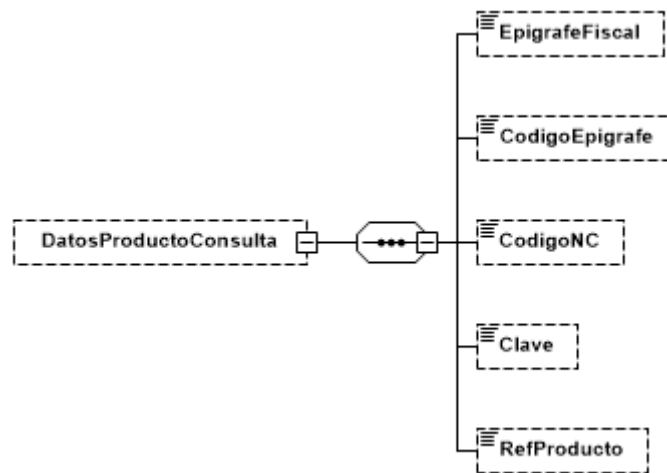 EpigrafeFiscal
CodigoEpigrafe
DatosProductoConsulta
CodigoNC
Clave
RefProducto